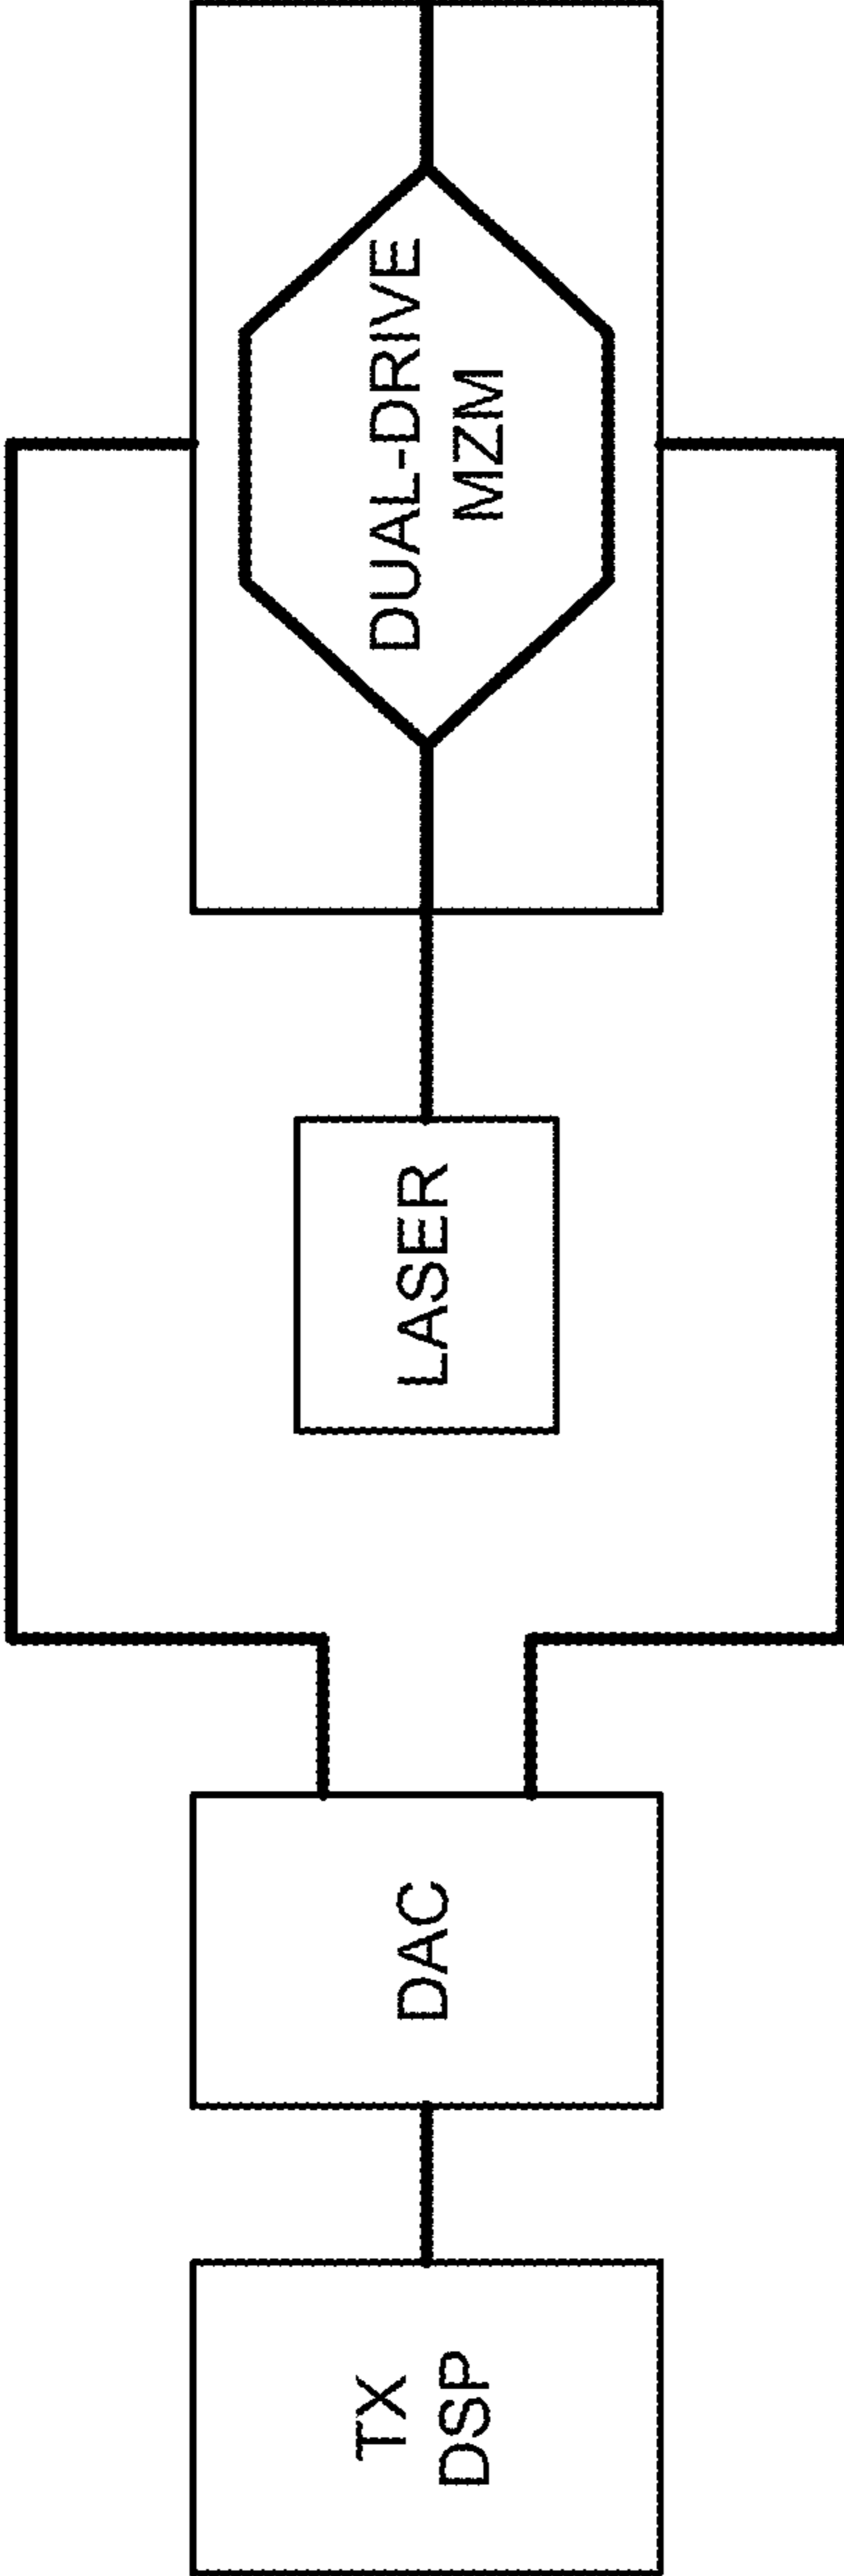 TX
DSP
DAC
LASER
DUAL-DRIVE
MZM